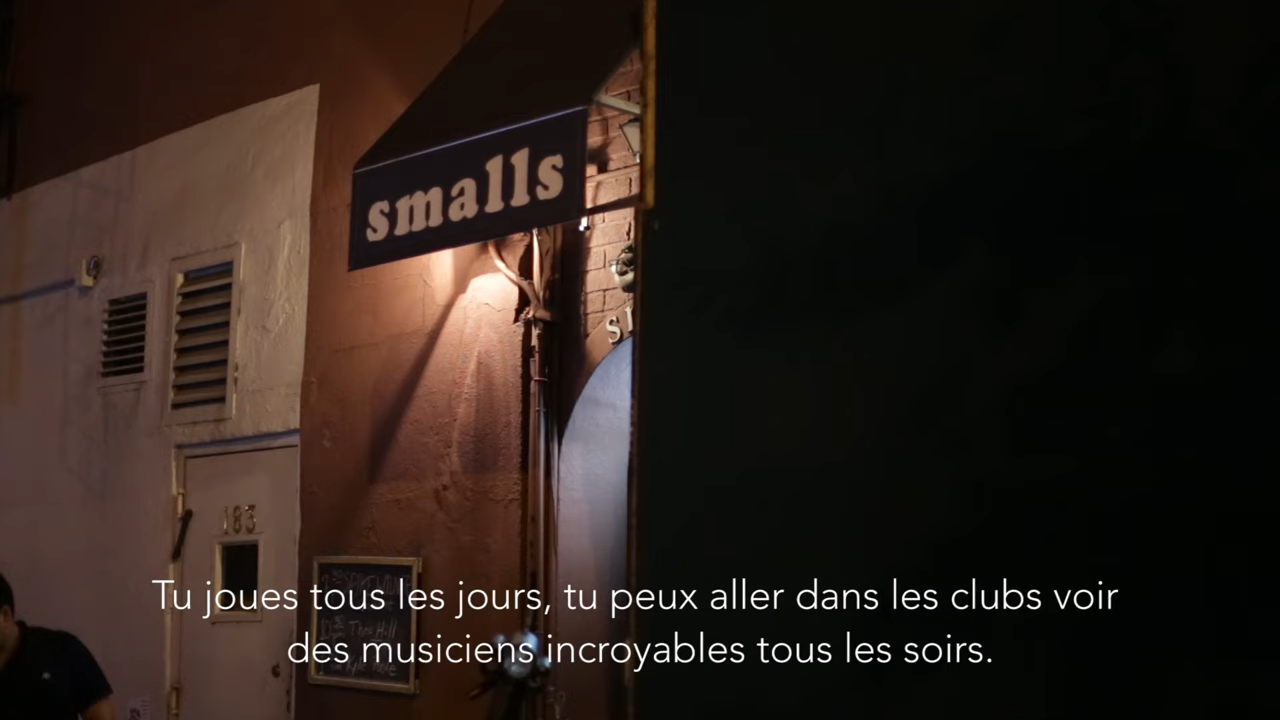 smalls
183
Tu joues tous les jours, tu peux aller dans les clubs voir
des musiciens incroyables tous les soirs.